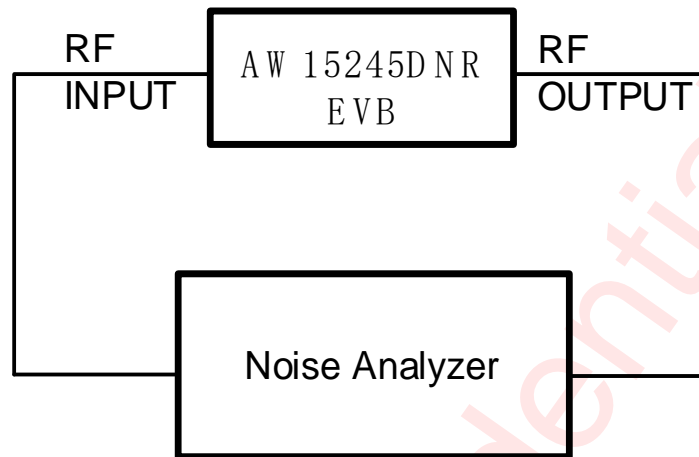 RF
INPUT
AW 15245DNR
EVB
RF
OUTPUT
Noise Analyzer